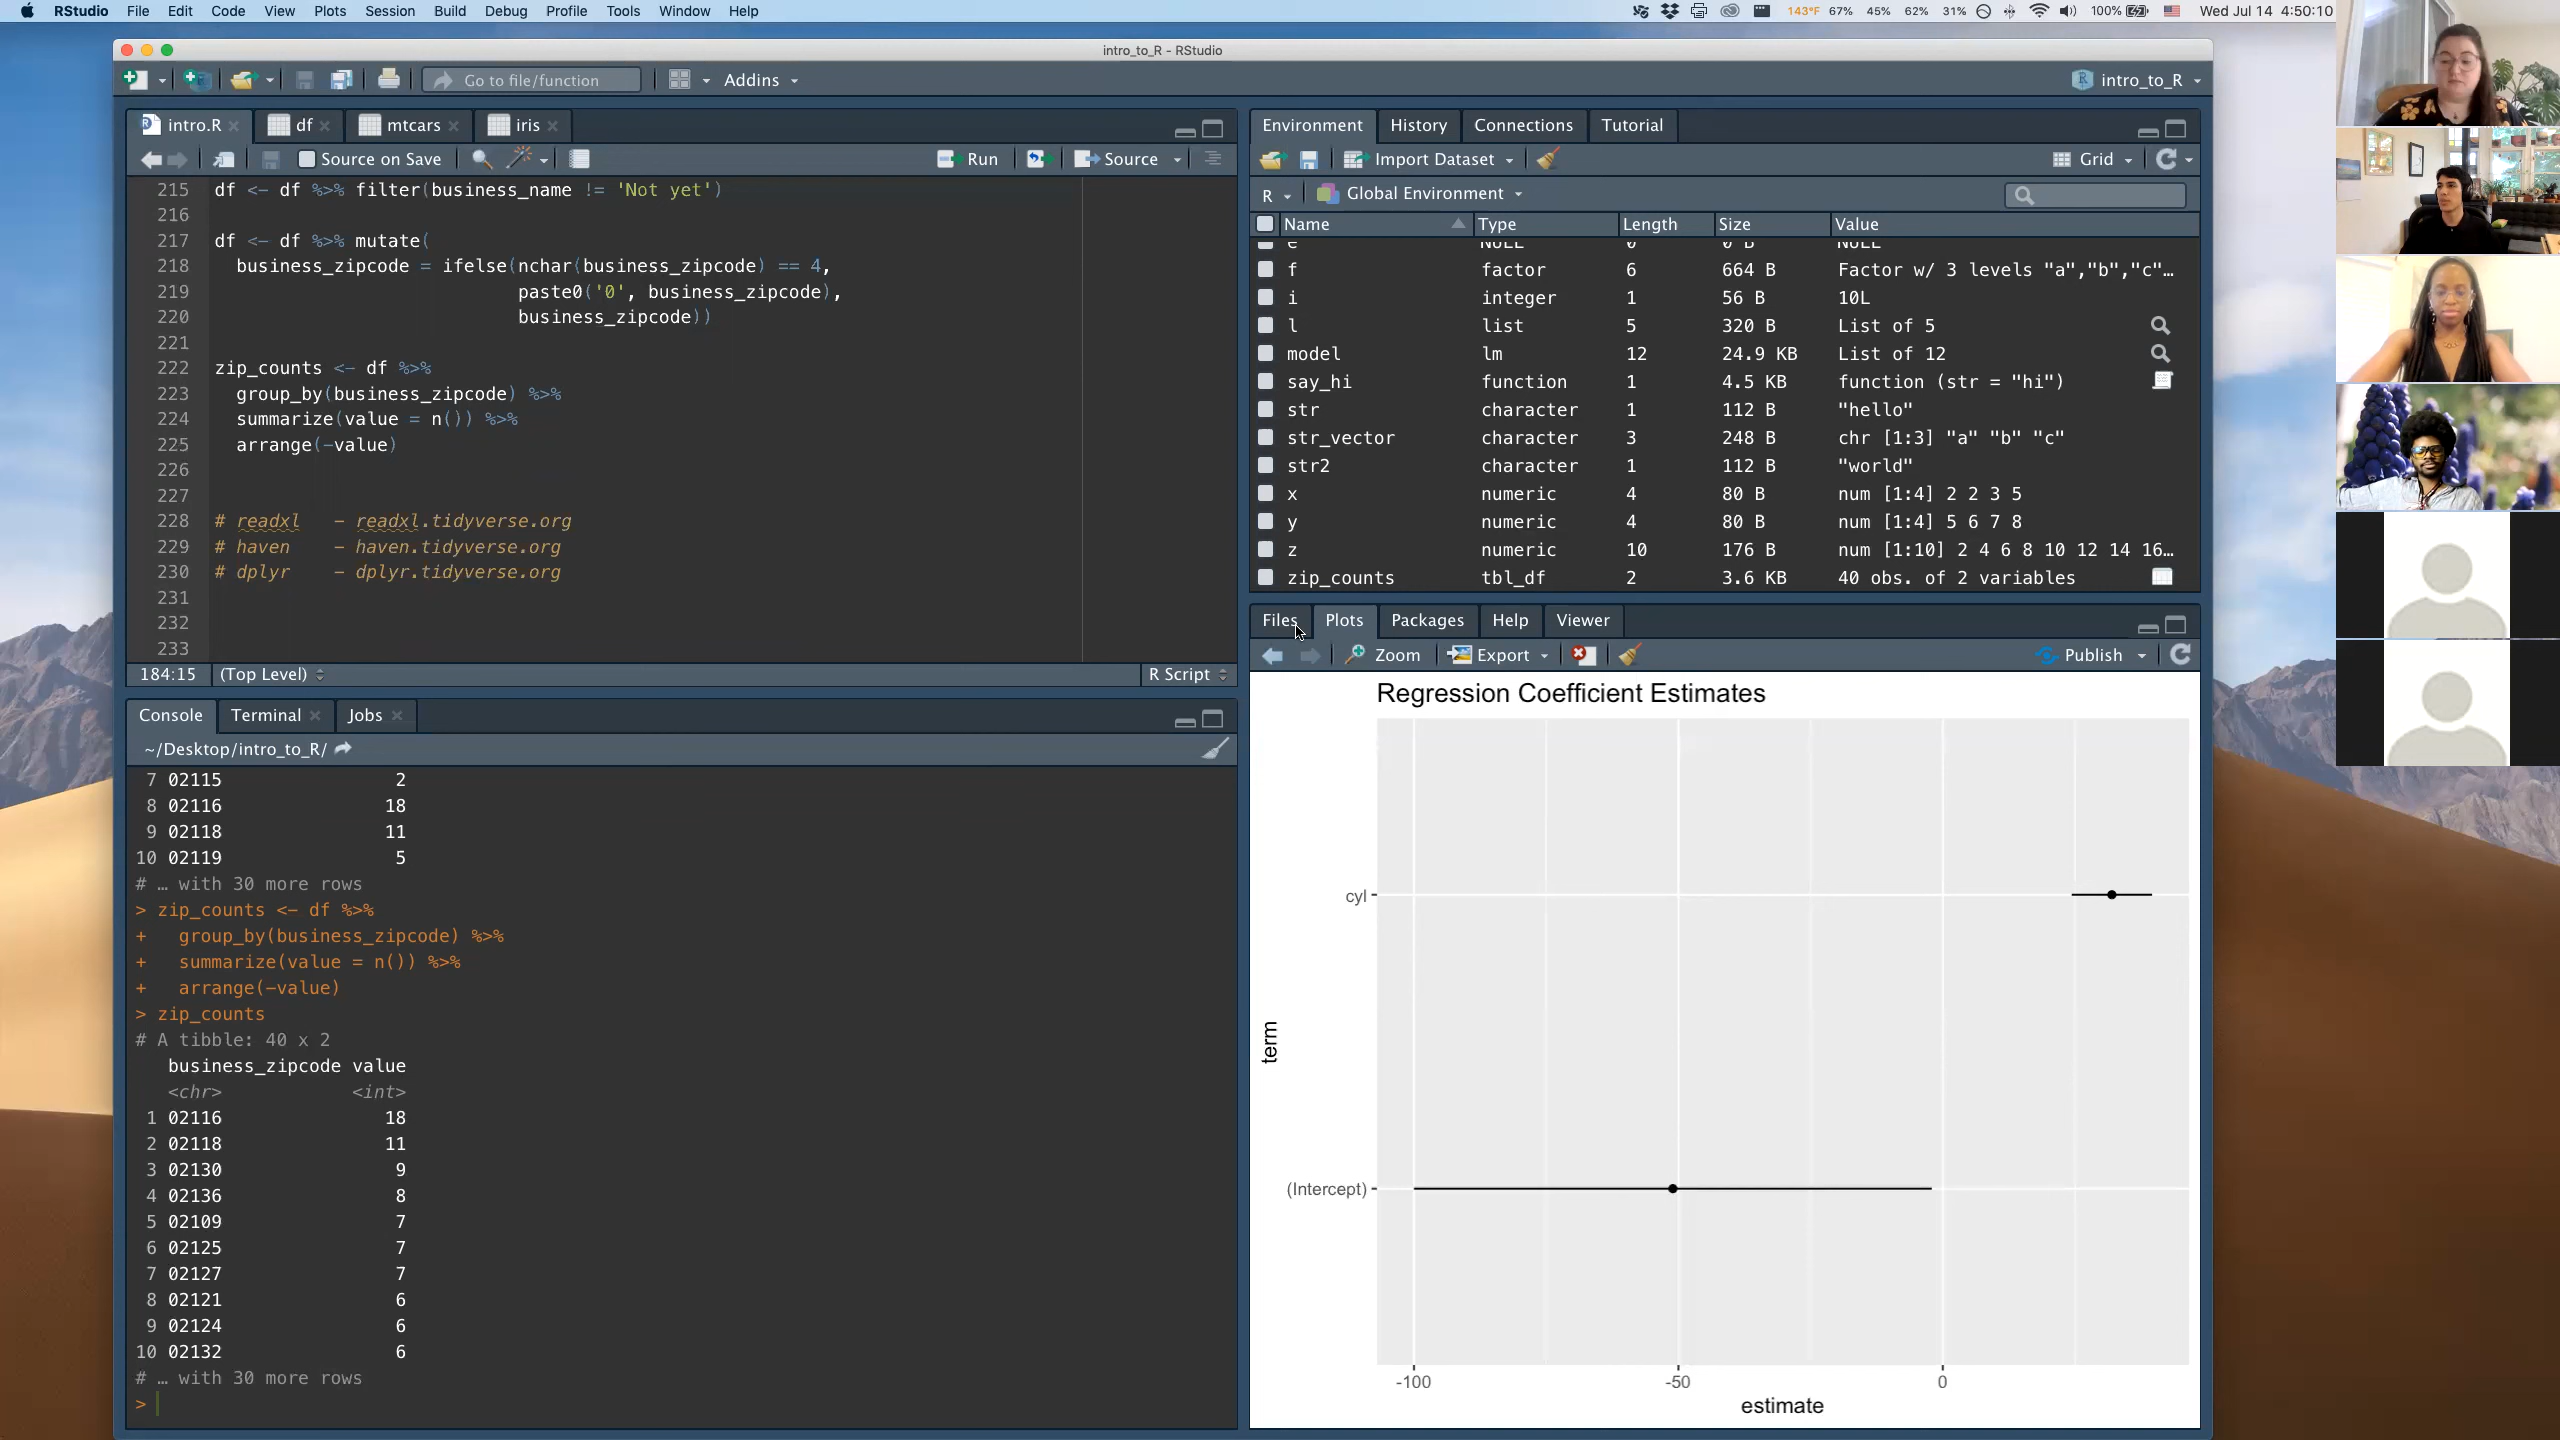 RStudio File Edit Code View Plots Session Build Debug Profile Tools Window Help
143°F 67% 45% 62% 31% 100% Wed Jul 14 4:50:10
intro_to_R - RStudio
Go to file/function Addins intro_to_R
intro.R df mtcars iris
Source on Save Run Source
215 df <- df %>% filter(business_name != 'Not yet')
216
217 df <- df %>% mutate(
218 business_zipcode = ifelse(nchar(business_zipcode) == 4,
219 paste0('0', business_zipcode),
220 business_zipcode))
221
222 zip_counts <- df %>%
223 group_by(business_zipcode) %>%
224 summarize(value = n()) %>%
225 arrange(-value)
226
227
228 # readxl - readxl.tidyverse.org
229 # haven - haven.tidyverse.org
230 # dplyr - dplyr.tidyverse.org
231
232
233
184:15 (Top Level) R Script
Console Terminal Jobs
~/Desktop/intro_to_R/
7 02115 2
8 02116 18
9 02118 11
10 02119 5
# … with 30 more rows
> zip_counts <- df %>%
+ group_by(business_zipcode) %>%
+ summarize(value = n()) %>%
+ arrange(-value)
> zip_counts
# A tibble: 40 x 2
business_zipcode value
<chr> <int>
1 02116 18
2 02118 11
3 02130 9
4 02136 8
5 02109 7
6 02125 7
7 02127 7
8 02121 6
9 02124 6
10 02132 6
# … with 30 more rows
>
Environment History Connections Tutorial
Import Dataset Grid
R Global Environment
Name Type Length Size Value
e NULL 0 0 B NULL
f factor 6 664 B Factor w/ 3 levels "a","b","c"…
i integer 1 56 B 10L
l list 5 320 B List of 5
model lm 12 24.9 KB List of 12
say_hi function 1 4.5 KB function (str = "hi")
str character 1 112 B "hello"
str_vector character 3 248 B chr [1:3] "a" "b" "c"
str2 character 1 112 B "world"
x numeric 4 80 B num [1:4] 2 2 3 5
y numeric 4 80 B num [1:4] 5 6 7 8
z numeric 10 176 B num [1:10] 2 4 6 8 10 12 14 16…
zip_counts tbl_df 2 3.6 KB 40 obs. of 2 variables
Files Plots Packages Help Viewer
Zoom Export Publish
Regression Coefficient Estimates
cyl
term
(Intercept)
-100 -50 0
estimate